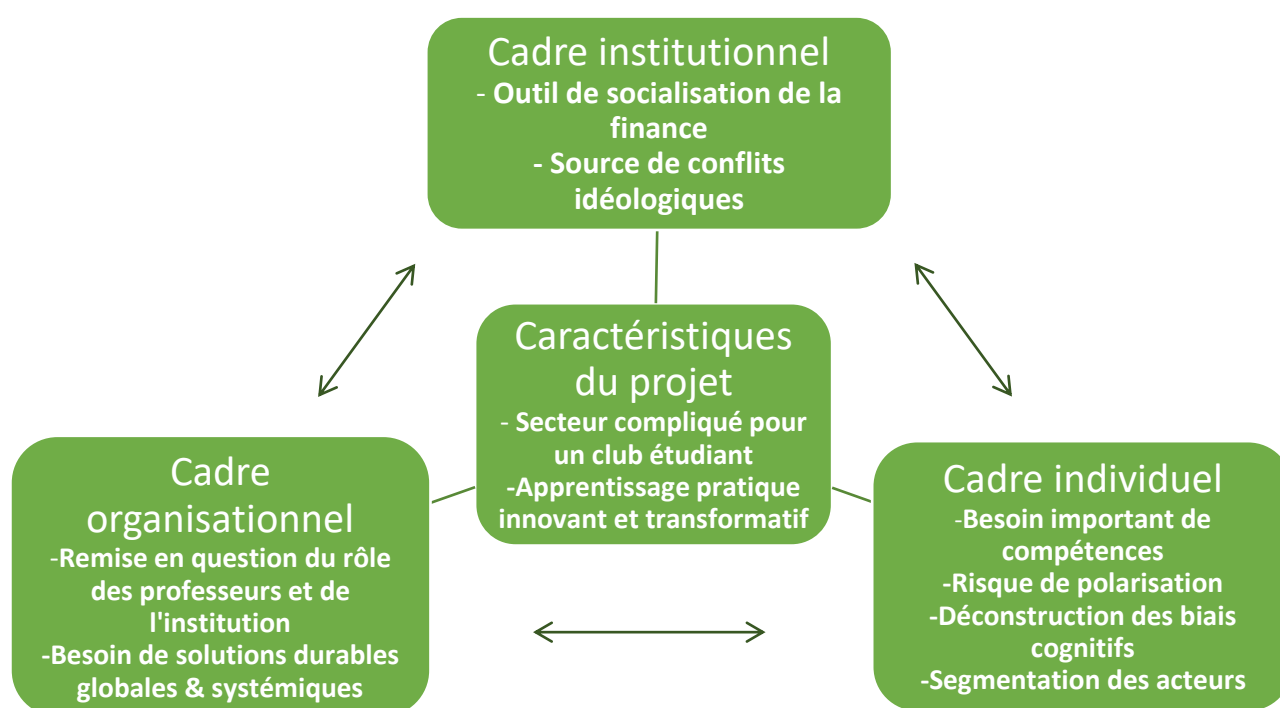 Cadre institutionnel
- Outil de socialisation de la
finance
- Source de conflits
idéologiques
Caractéristiques
du projet
- Secteur compliqué pour
un club étudiant
-Apprentissage pratique
innovant et transformatif
Cadre
organisationnel
-Remise en question du rôle
des professeurs et de
l'institution
-Besoin de solutions durables
globales & systémiques
Cadre individuel
-Besoin important de
compétences
-Risque de polarisation
-Déconstruction des biais
cognitifs
-Segmentation des acteurs